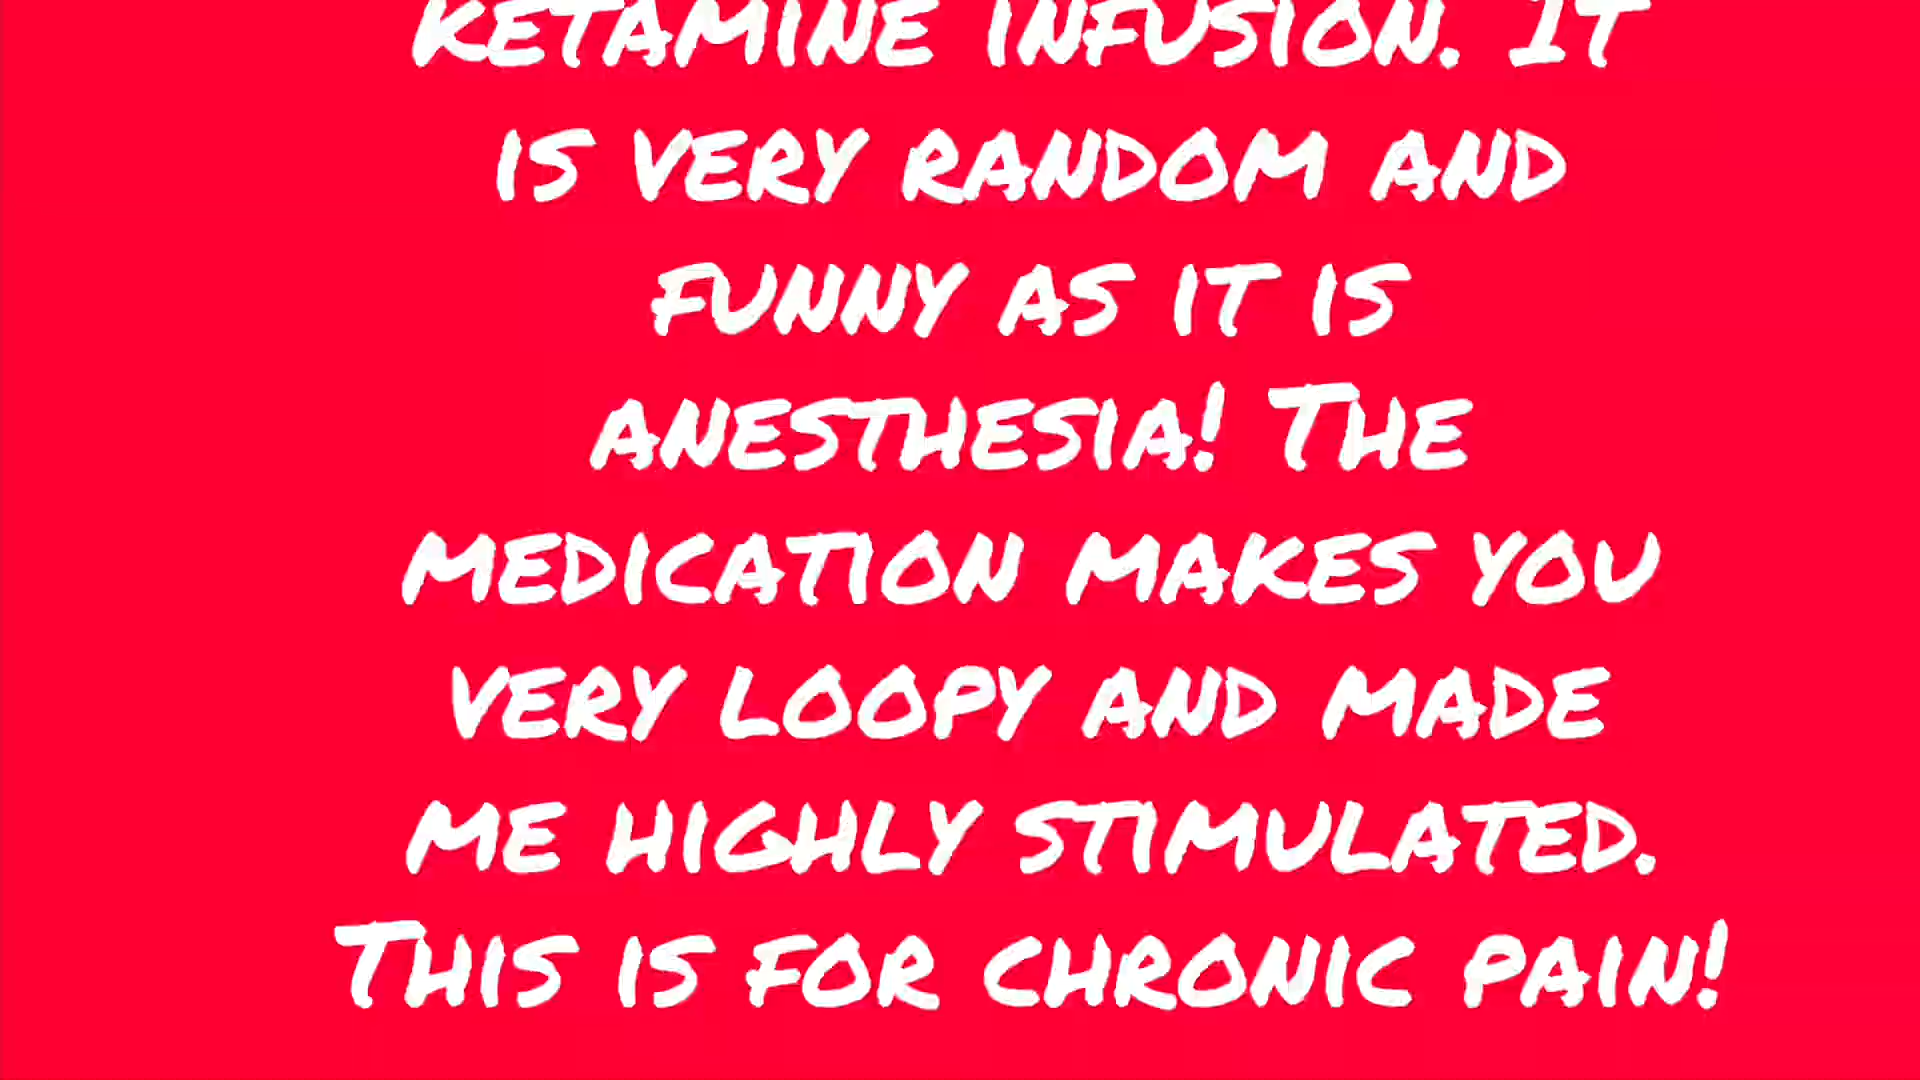 KETAMINE INFUSION. IT
IS VERY RANDOM AND
FUNNY AS IT IS
ANESTHESIA! THE
MEDICATION MAKES YOU
VERY LOOPY AND MADE
ME HIGHLY STIMULATED.
THIS IS FOR CHRONIC PAIN!